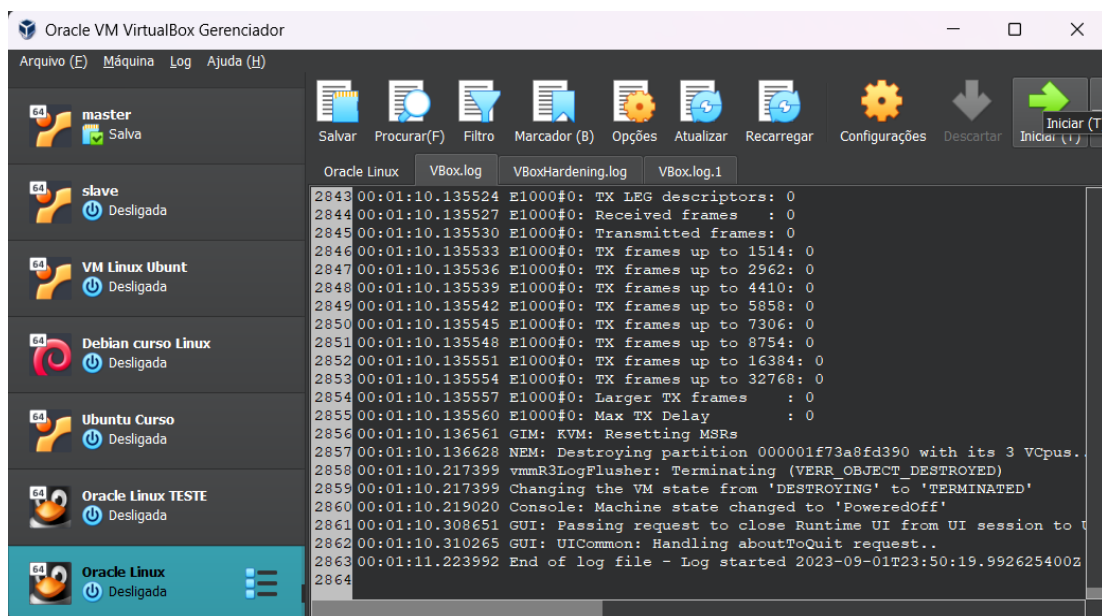 Oracle VM VirtualBox Gerenciador
Arquivo (F) Máquina Log Ajuda (H)
64 master
Salva
64 slave
Desligada
64 VM Linux Ubunt
Desligada
64 Debian curso Linux
Desligada
64 Ubuntu Curso
Desligada
64 Oracle Linux TESTE
Desligada
64 Oracle Linux
Desligada
Salvar Procurar(F) Filtro Marcador (B) Opções Atualizar Recarregar Configurações Descartar Iniciar (T)
Iniciar (T
Oracle Linux VBox.log VBoxHardening.log VBox.log.1
2843 00:01:10.135524 E1000#0: TX LEG descriptors: 0
2844 00:01:10.135527 E1000#0: Received frames : 0
2845 00:01:10.135530 E1000#0: Transmitted frames: 0
2846 00:01:10.135533 E1000#0: TX frames up to 1514: 0
2847 00:01:10.135536 E1000#0: TX frames up to 2962: 0
2848 00:01:10.135539 E1000#0: TX frames up to 4410: 0
2849 00:01:10.135542 E1000#0: TX frames up to 5858: 0
2850 00:01:10.135545 E1000#0: TX frames up to 7306: 0
2851 00:01:10.135548 E1000#0: TX frames up to 8754: 0
2852 00:01:10.135551 E1000#0: TX frames up to 16384: 0
2853 00:01:10.135554 E1000#0: TX frames up to 32768: 0
2854 00:01:10.135557 E1000#0: Larger TX frames : 0
2855 00:01:10.135560 E1000#0: Max TX Delay : 0
2856 00:01:10.136561 GIM: KVM: Resetting MSRs
2857 00:01:10.136628 NEM: Destroying partition 000001f73a8fd390 with its 3 VCpus..
2858 00:01:10.217399 vmmR3LogFlusher: Terminating (VERR_OBJECT_DESTROYED)
2859 00:01:10.217399 Changing the VM state from 'DESTROYING' to 'TERMINATED'
2860 00:01:10.219020 Console: Machine state changed to 'PoweredOff'
2861 00:01:10.308651 GUI: Passing request to close Runtime UI from UI session to
2862 00:01:10.310265 GUI: UICommon: Handling aboutToQuit request..
2863 00:01:11.223992 End of log file - Log started 2023-09-01T23:50:19.992625400Z
2864